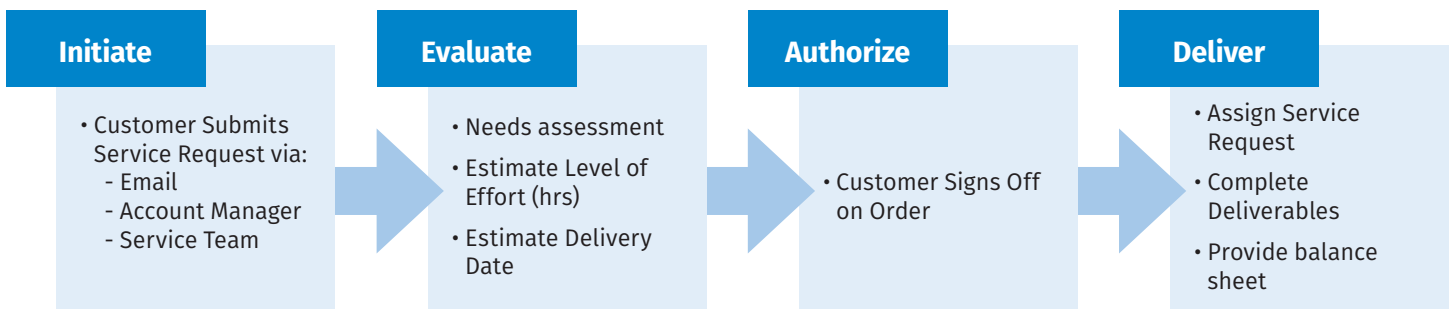 Initiate
• Customer Submits
Service Request via:
- Email
- Account Manager
- Service Team
Evaluate
• Needs assessment
• Estimate Level of
Effort (hrs)
• Estimate Delivery
Date
Authorize
• Customer Signs Off
on Order
Deliver
• Assign Service
Request
• Complete
Deliverables
• Provide balance
sheet